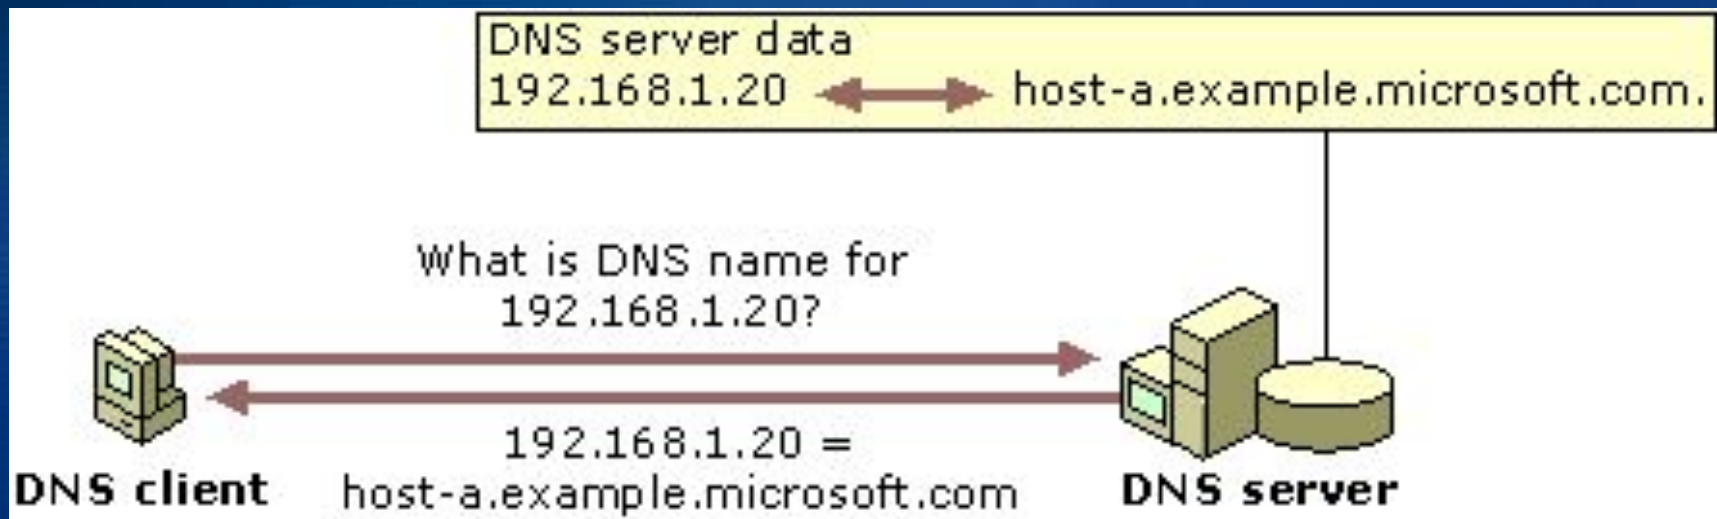 DNS server data
192.168.1.20 host-a.example.microsoft.com.
What is DNS name for
192.168.1.20?
192.168.1.20 =
host-a.example.microsoft.com
DNS client
DNS server